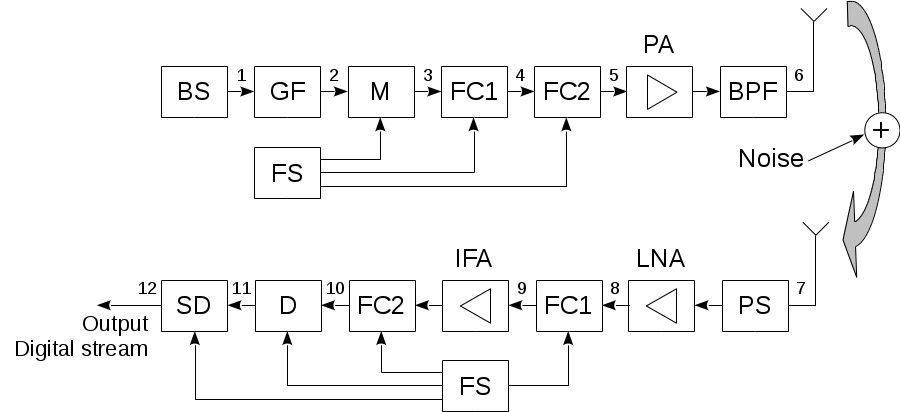 PA
BS 1 GF 2 M 3 FC1 4 FC2 5 BPF 6
FS
Noise +
IFA LNA
12 SD 11 D 10 FC2 9 FC1 8 PS 7
Output
Digital stream
FS